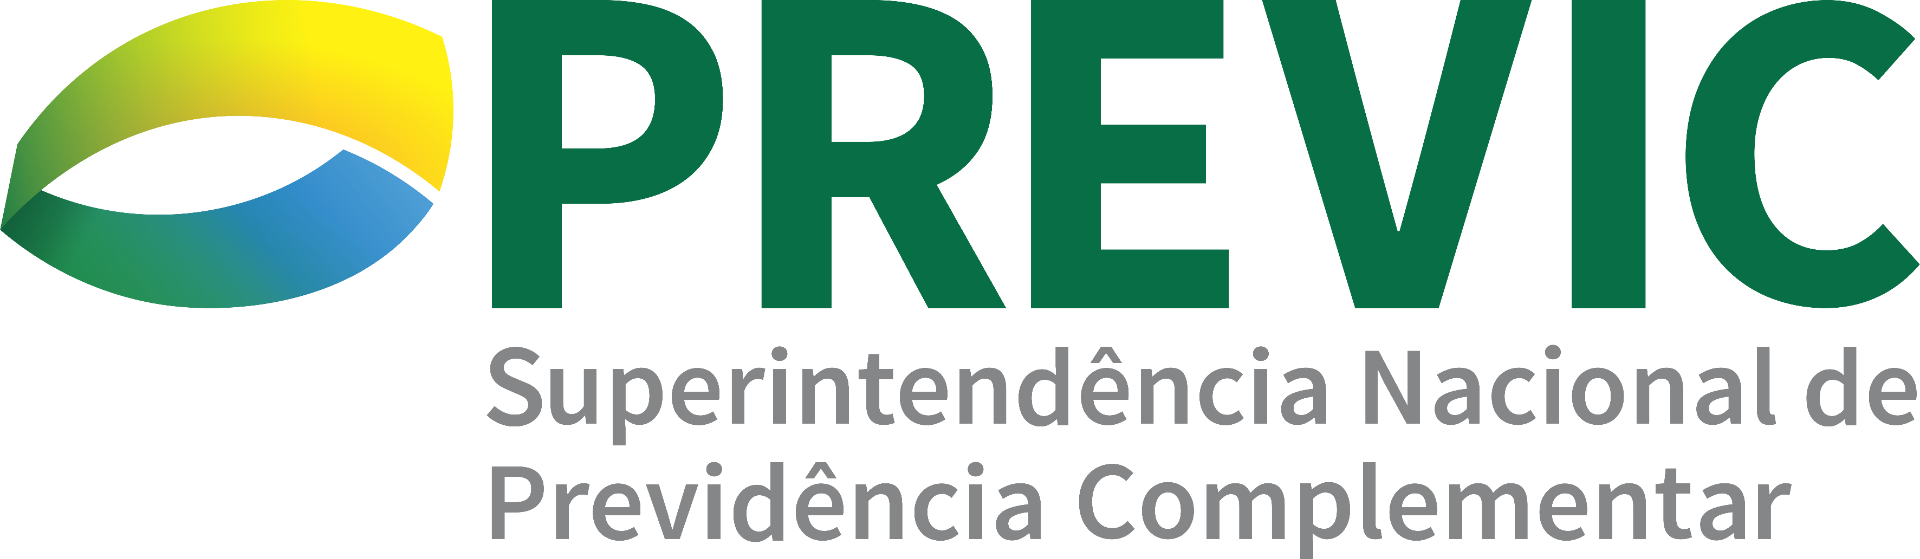 PREVIC
Superintendência Nacional de
Previdência Complementar